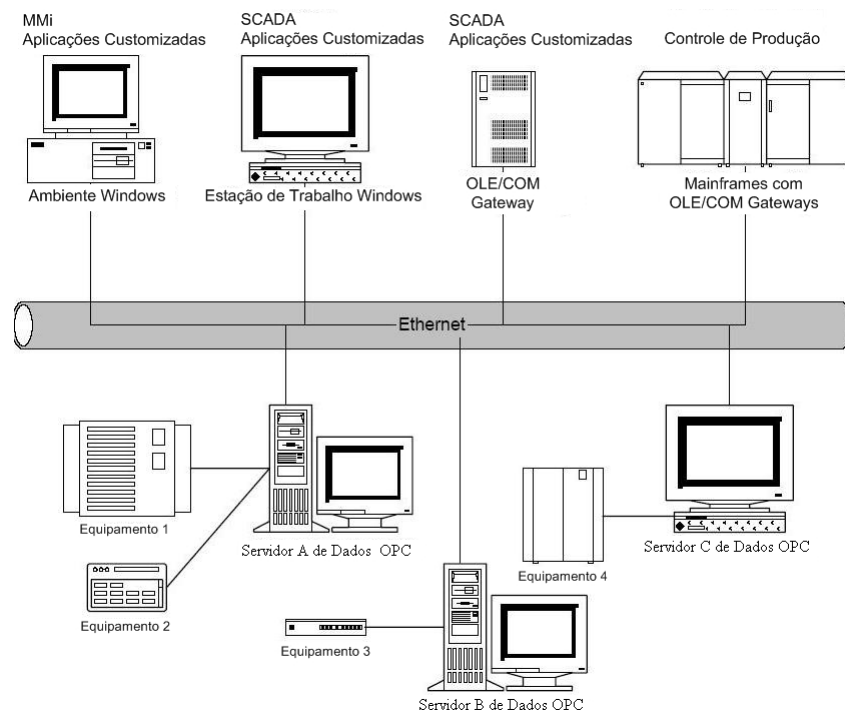 MMi
Aplicações Customizadas
SCADA
Aplicações Customizadas
SCADA
Aplicações Customizadas
Controle de Produção
Ambiente Windows
Estação de Trabalho Windows
OLE/COM
Gateway
Mainframes com
OLE/COM Gateways
Ethernet
Equipamento 1
Servidor A de Dados OPC
Servidor C de Dados OPC
Equipamento 4
Equipamento 2
Equipamento 3
Servidor B de Dados OPC